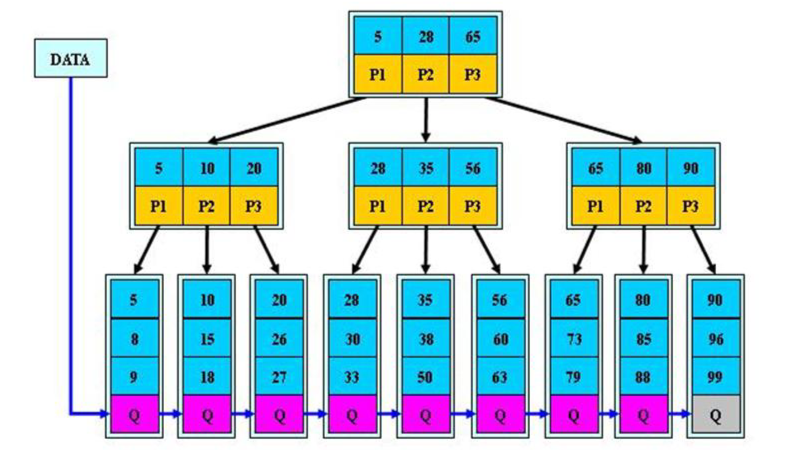 5 28 65
DATA
P1 P2 P3
5 10 20 28 35 56 65 80 90
P1 P2 P3 P1 P2 P3 P1 P2 P3
5 10 20 28 35 56 65 80 90
8 15 26 30 38 60 73 85 96
9 18 27 33 50 63 79 88 99
Q Q Q Q Q Q Q Q Q